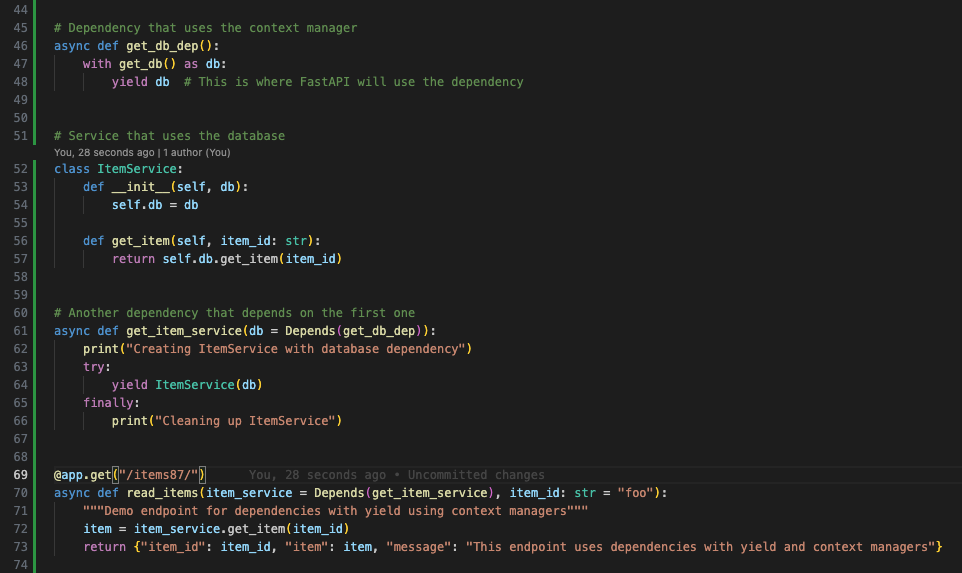 44
45 # Dependency that uses the context manager
46 async def get_db_dep():
47     with get_db() as db:
48         yield db  # This is where FastAPI will use the dependency
49
50
51 # Service that uses the database
You, 28 seconds ago | 1 author (You)
52 class ItemService:
53     def __init__(self, db):
54         self.db = db
55
56     def get_item(self, item_id: str):
57         return self.db.get_item(item_id)
58
59
60 # Another dependency that depends on the first one
61 async def get_item_service(db = Depends(get_db_dep)):
62     print("Creating ItemService with database dependency")
63     try:
64         yield ItemService(db)
65     finally:
66         print("Cleaning up ItemService")
67
68
69 @app.get("/items87/")      You, 28 seconds ago • Uncommitted changes
70 async def read_items(item_service = Depends(get_item_service), item_id: str = "foo"):
71     """Demo endpoint for dependencies with yield using context managers"""
72     item = item_service.get_item(item_id)
73     return {"item_id": item_id, "item": item, "message": "This endpoint uses dependencies with yield and context managers"}
74